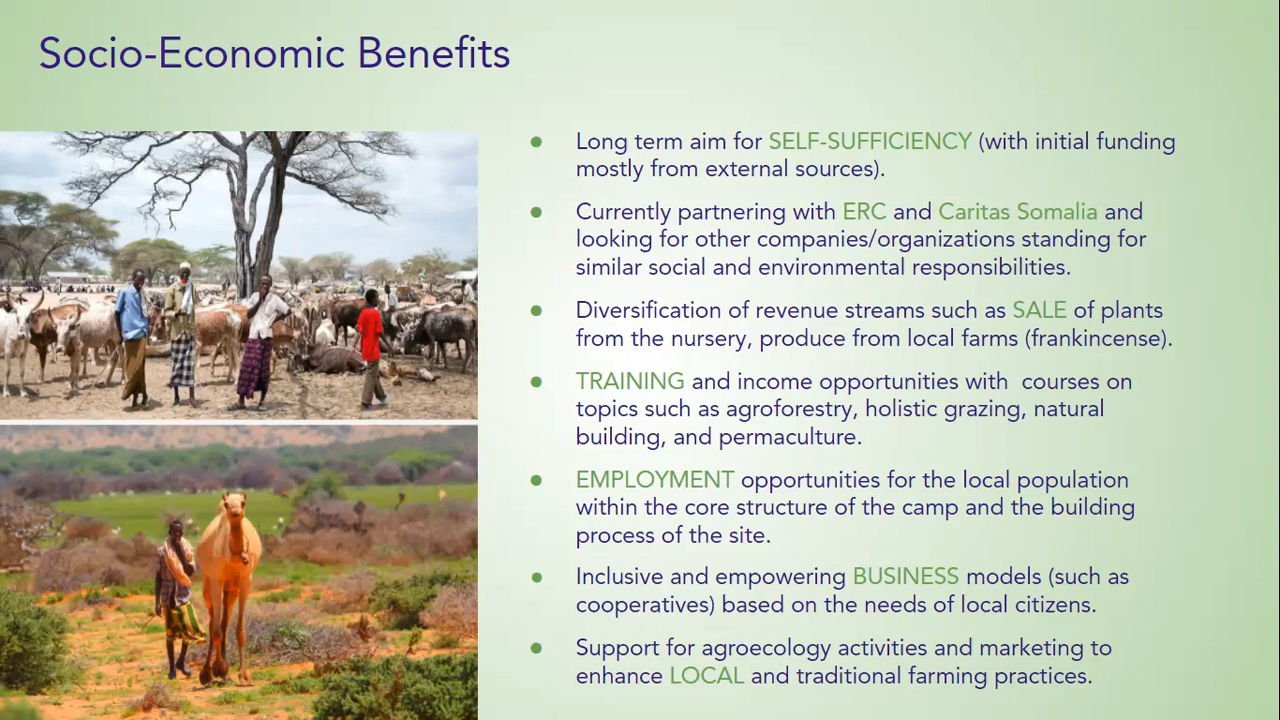 Socio-Economic Benefits
● Long term aim for SELF-SUFFICIENCY (with initial funding
mostly from external sources).
● Currently partnering with ERC and Caritas Somalia and
looking for other companies/organizations standing for
similar social and environmental responsibilities.
● Diversification of revenue streams such as SALE of plants
from the nursery, produce from local farms (frankincense).
● TRAINING and income opportunities with  courses on
topics such as agroforestry, holistic grazing, natural
building, and permaculture.
● EMPLOYMENT opportunities for the local population
within the core structure of the camp and the building
process of the site.
● Inclusive and empowering BUSINESS models (such as
cooperatives) based on the needs of local citizens.
● Support for agroecology activities and marketing to
enhance LOCAL and traditional farming practices.